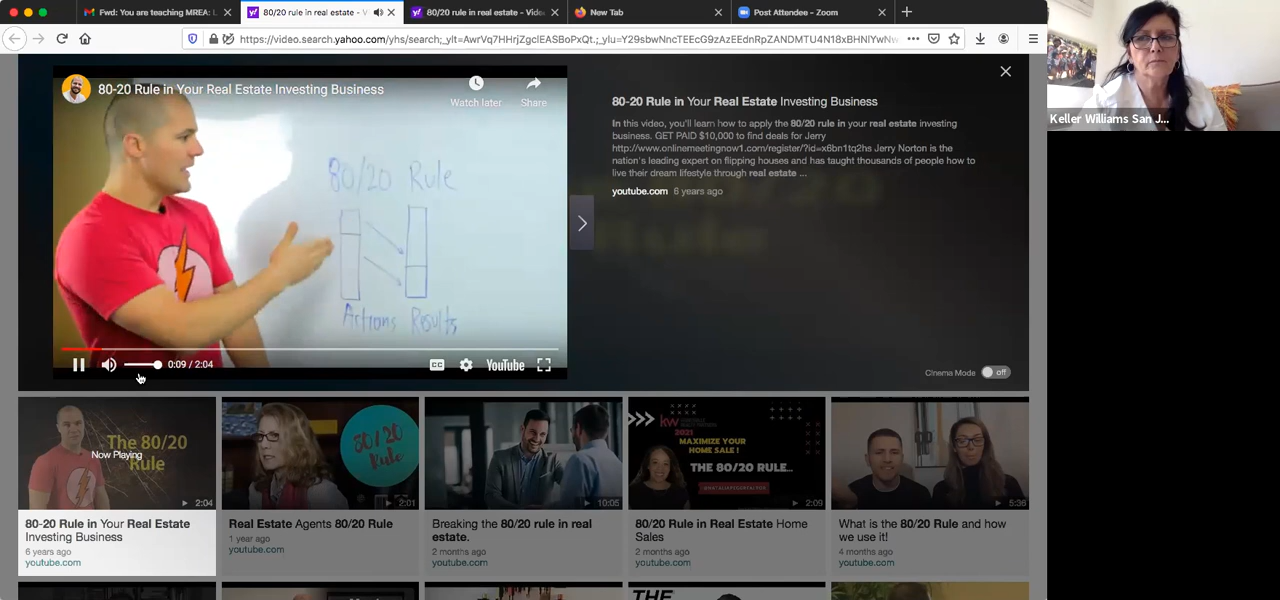 Fwd: You are teaching MREA: L
80/20 rule in real estate - V
80/20 rule in real estate - Vide
New Tab
Post Attendee - Zoom
https://video.search.yahoo.com/yhs/search;_ylt=AwrVq7HHrjZgclEASBoPxQt.;_ylu=Y29sbwNncTEEcG9zAzEEdnRpZANDMTU4N18xBHNlYwNw
80-20 Rule in Your Real Estate Investing Business
Watch later
Share
80/20 Rule
Actions Results
0:09 / 2:04
CC
YouTube
80-20 Rule in Your Real Estate Investing Business
In this video, you'll learn how to apply the 80/20 rule in your real estate investing
business. GET PAID $10,000 to find deals for Jerry
http://www.onlinemeetingnow1.com/register/?id=x6bn1tq2hs Jerry Norton is the
nation's leading expert on flipping houses and has taught thousands of people how to
live their dream lifestyle through real estate ...
youtube.com 6 years ago
Cinema Mode
off
Keller Williams San J...
The 80/20
Rule
Now Playing
2:04
80-20 Rule in Your Real Estate
Investing Business
6 years ago
youtube.com
80/20
Rule
2:01
Real Estate Agents 80/20 Rule
1 year ago
youtube.com
10:05
Breaking the 80/20 rule in real
estate.
2 months ago
youtube.com
kw
2021
MAXIMIZE YOUR
HOME SALE !
THE 80/20 RULE...
2:09
80/20 Rule in Real Estate Home
Sales
2 months ago
youtube.com
5:36
What is the 80/20 Rule and how
we use it!
4 months ago
youtube.com
THE